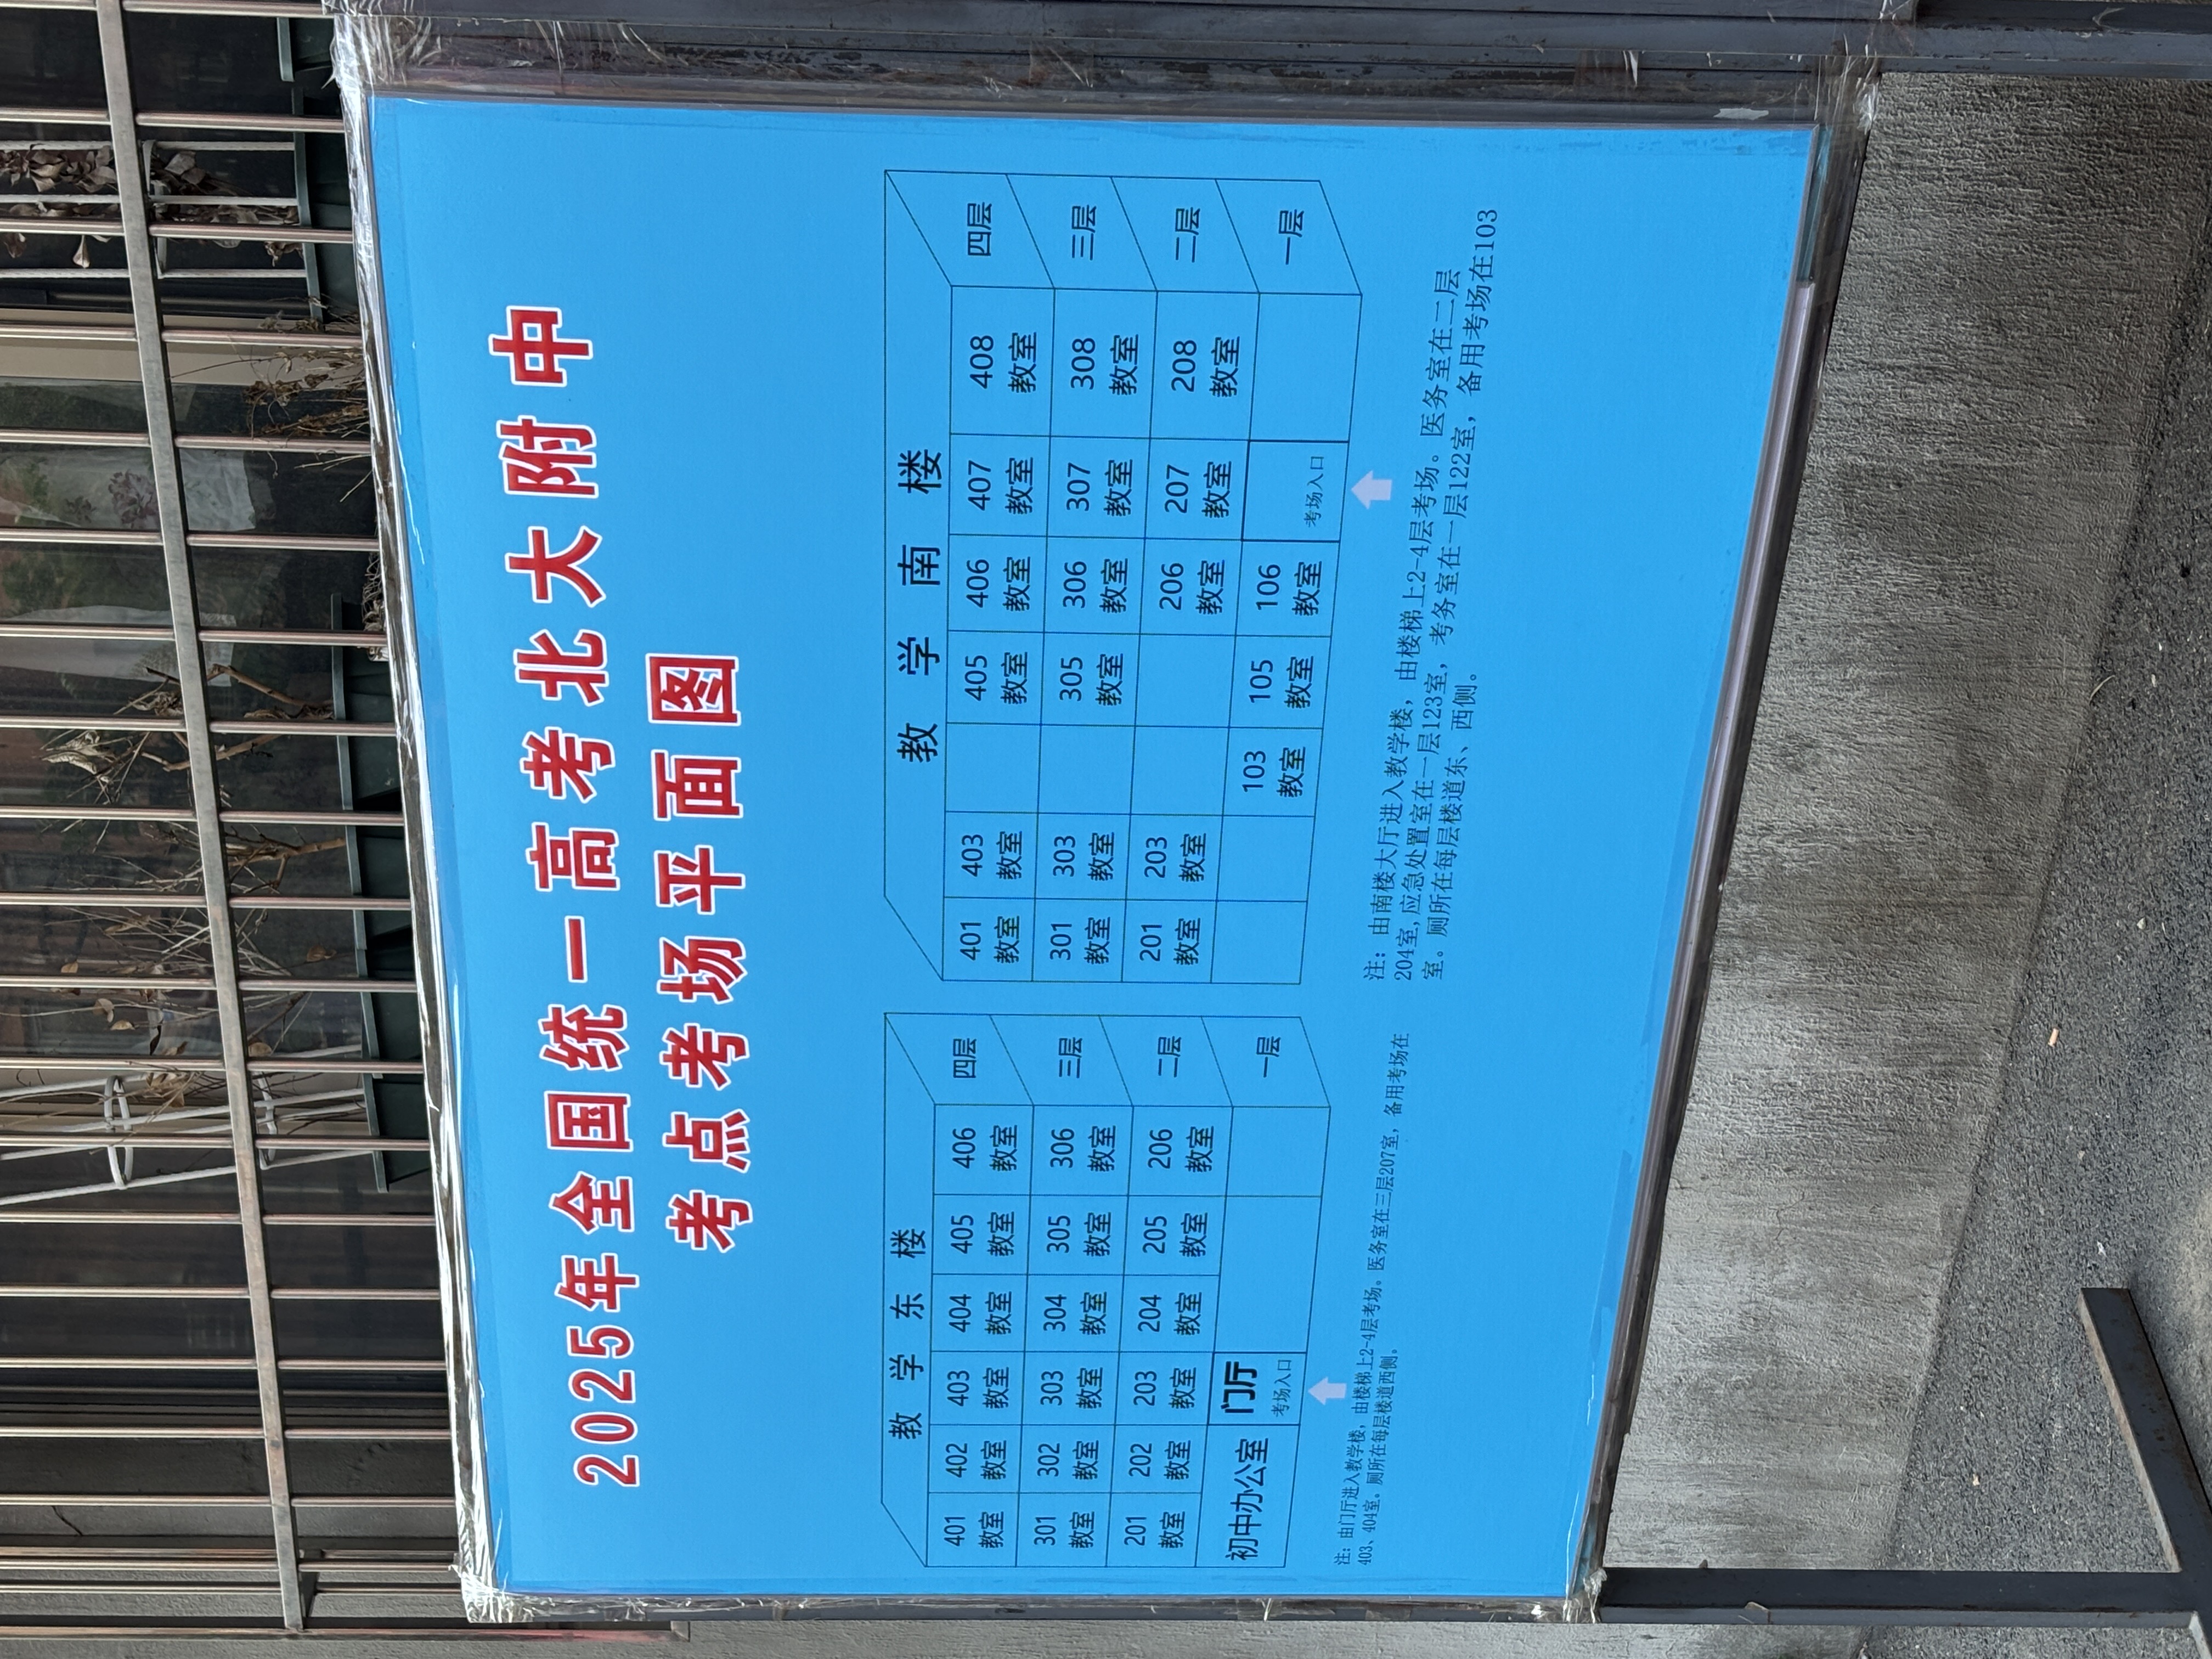 2025年全国统一高考北大附中
考点考场平面图
教 学 东 楼
401 402 403 404 405 406 四层
教室 教室 教室 教室 教室 教室
301 302 303 304 305 306 三层
教室 教室 教室 教室 教室 教室
201 202 203 204 205 206 二层
教室 教室 教室 教室 教室 教室
初中办公室 门厅 一层
考场入口
注：由门厅进入教学楼，由楼梯上2-4层考场。医务室在三层207室，备用考场在
403、404室。厕所在每层楼道西侧。
教 学 南 楼
401 403 405 406 407 408 四层
教室 教室 教室 教室 教室 教室
301 303 305 306 307 308 三层
教室 教室 教室 教室 教室 教室
201 203 206 207 208 二层
教室 教室 教室 教室 教室
103 105 106 一层
教室 教室 教室 考场入口
注：由南楼大厅进入教学楼，由楼梯上2-4层考场。医务室在二层
204室,应急处置室在一层123室，考务室在一层122室，备用考场在103
室。厕所在每层楼道东、西侧。